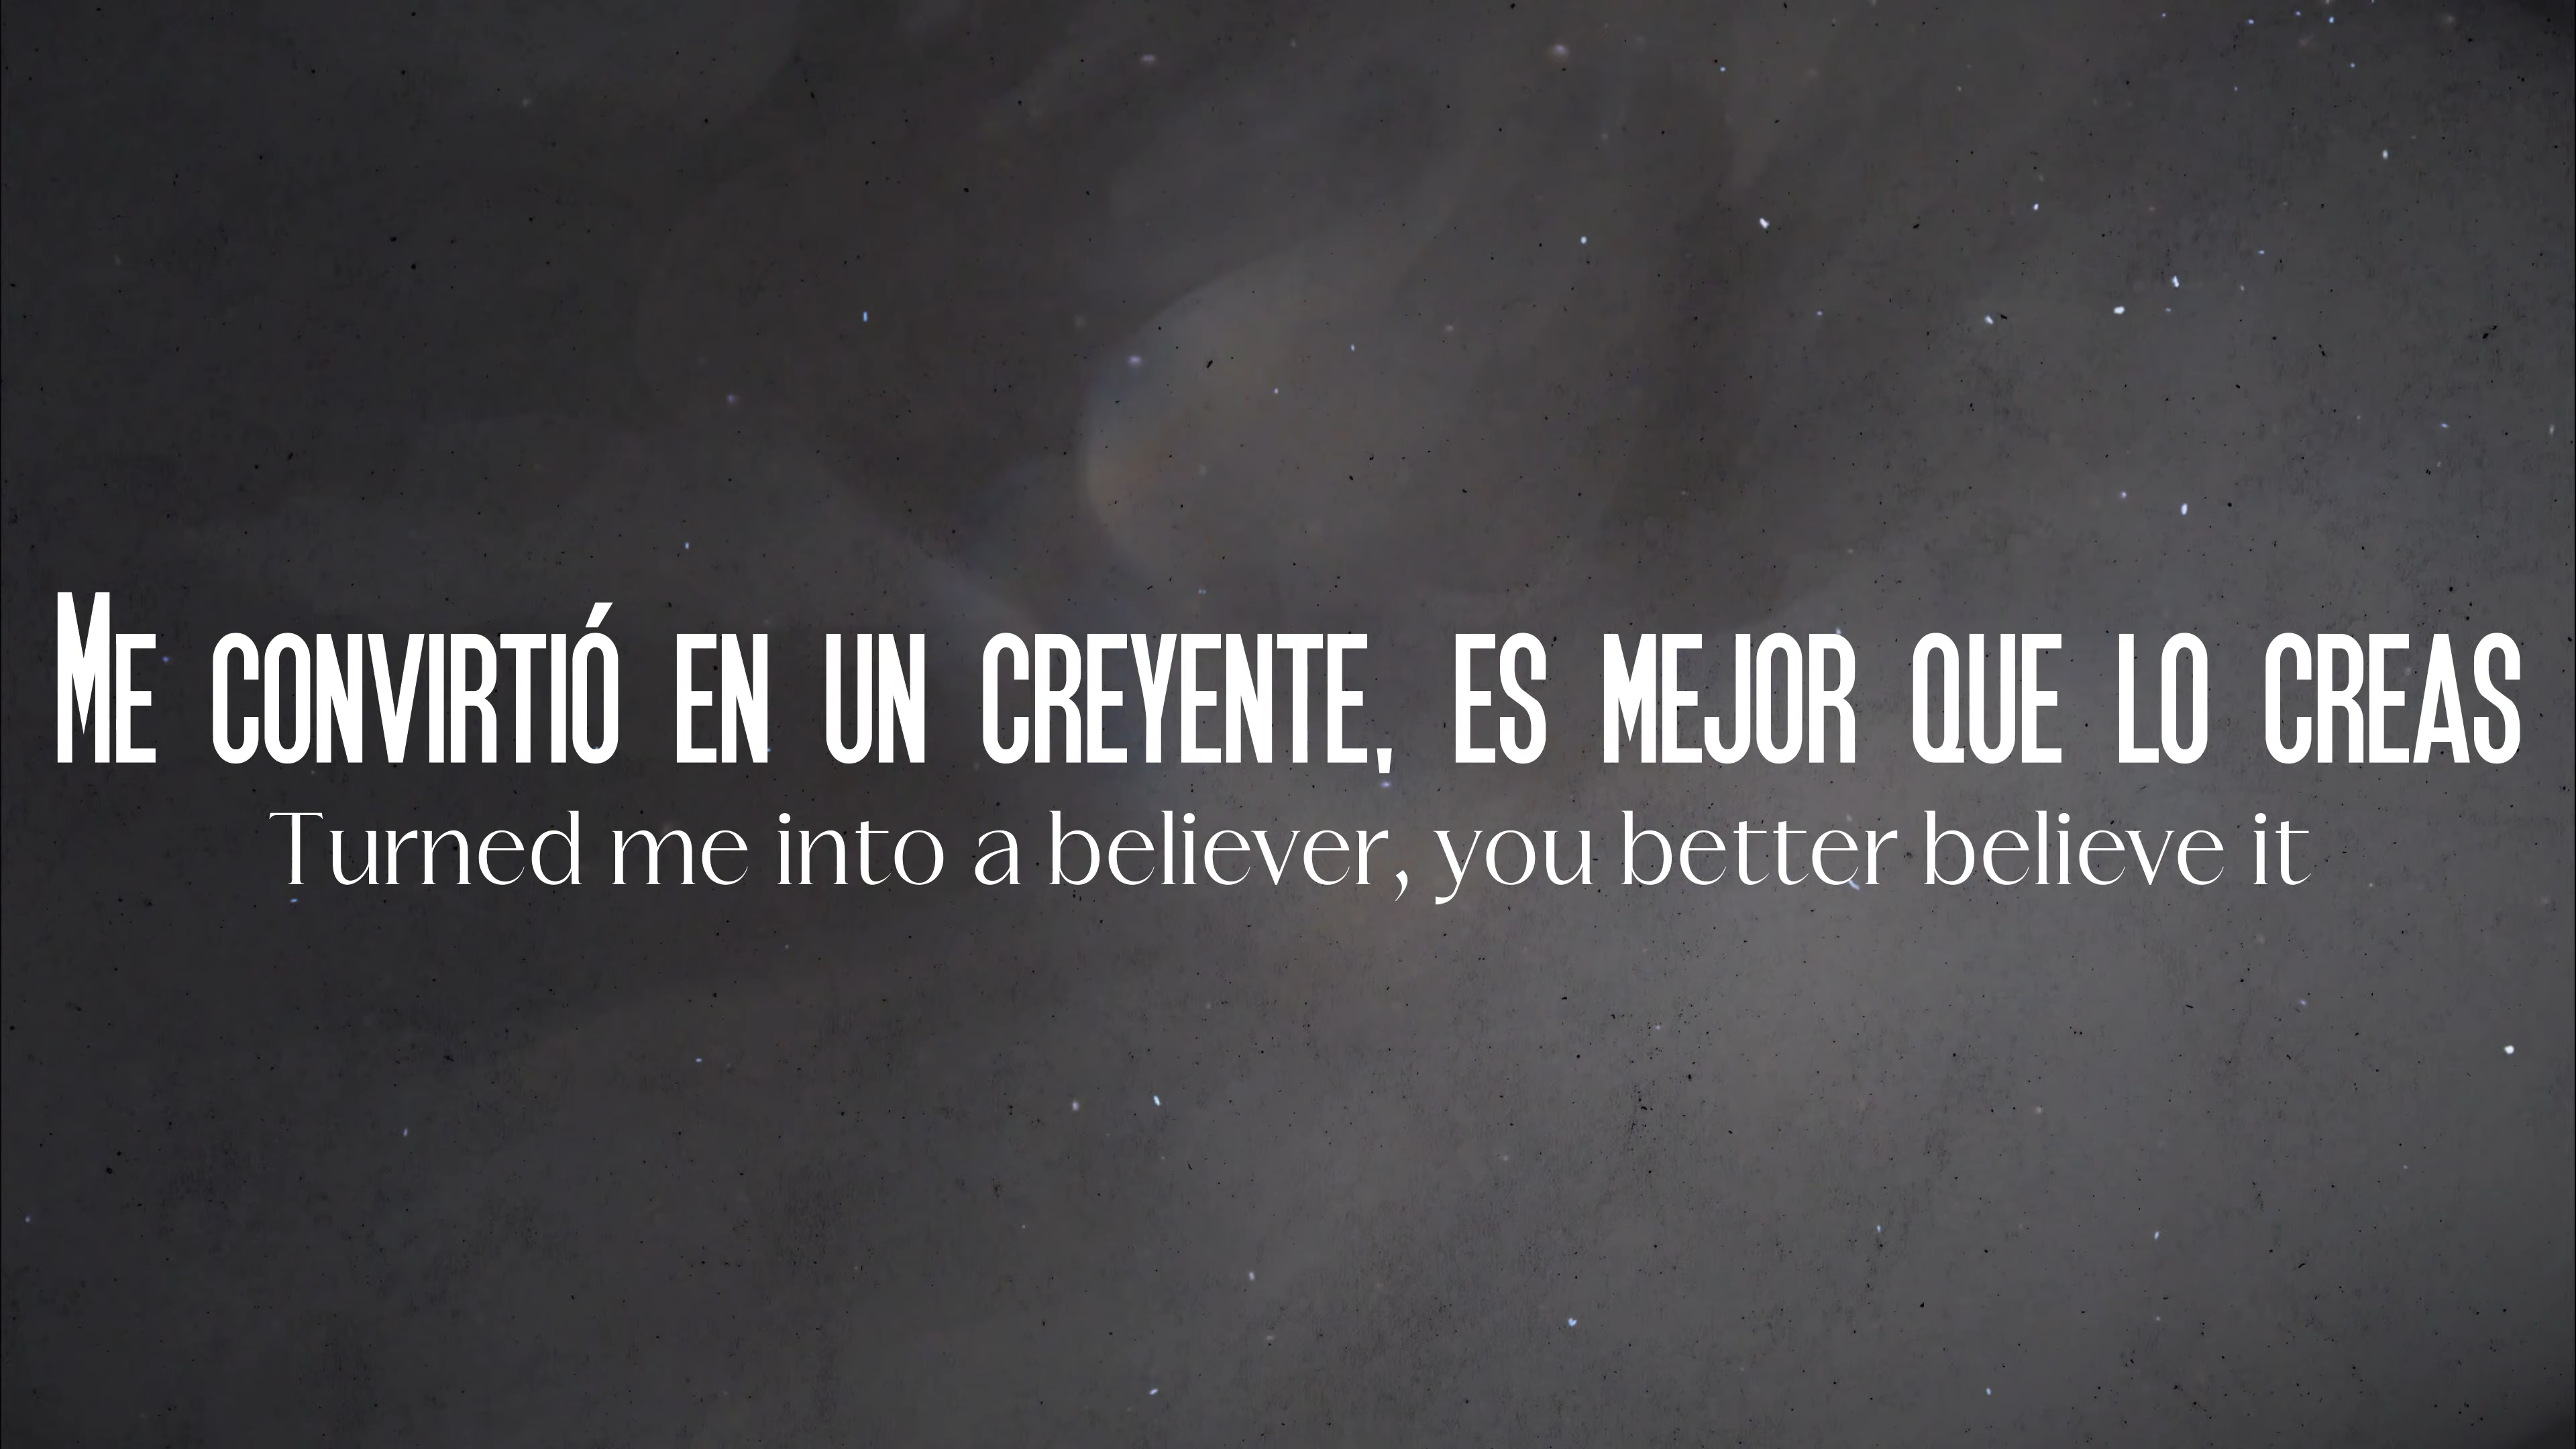 Me convirtió en un creyente, es mejor que lo creas
Turned me into a believer, you better believe it